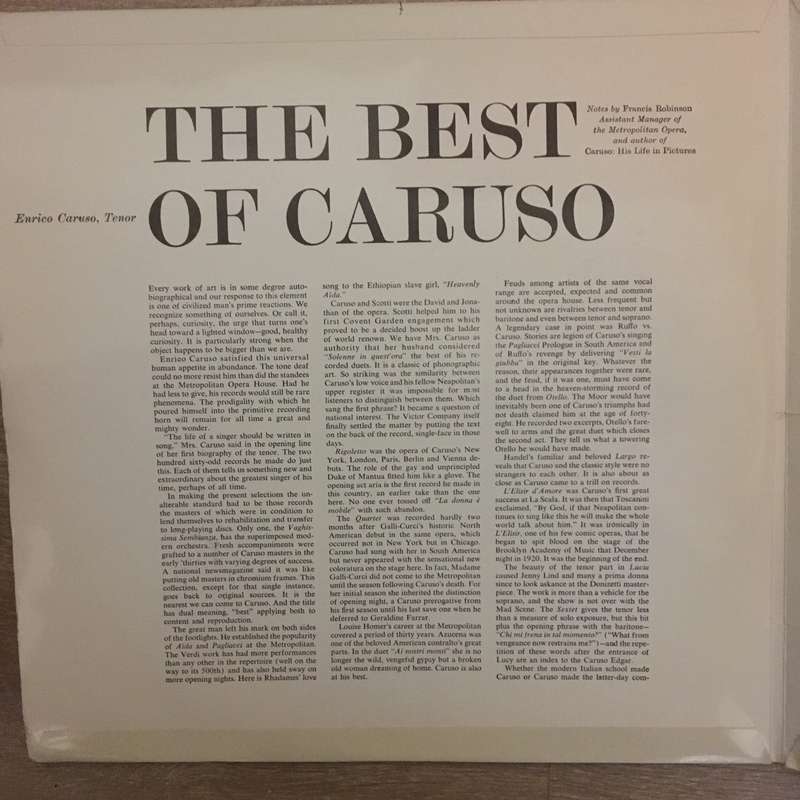 THE BEST
OF CARUSO
Notes by Francis Robinson
Assistant Manager of
the Metropolitan Opera,
and author of
Caruso: His Life in Pictures
Enrico Caruso, Tenor
Every work of art is in some degree auto-
biographical and our response to this element
is one of civilized man's prime reactions. We
recognize something of ourselves. Or call it,
perhaps, curiosity, the urge that turns one's
head toward a lighted window—good, healthy
curiosity. It is particularly strong when the
object happens to be bigger than we are.
Enrico Caruso satisfied this universal
human appetite in abundance. The tone deaf
could no more resist him than did the standees
at the Metropolitan Opera House. Had he
had less to give, his records would still be rare
phenomena. The prodigality with which he
poured himself into the primitive recording
horn will remain for all time a great and
mighty wonder.
"The life of a singer should be written in
song," Mrs. Caruso said in the opening line
of her first biography of the tenor. The two
hundred sixty-odd records he made do just
this. Each of them tells us something new and
extraordinary about the greatest singer of his
time, perhaps of all time.
In making the present selections the un-
alterable standard had to be those records
the masters of which were in condition to
lend themselves to rehabilitation and transfer
to long-playing discs. Only one, the Vaghis-
sima Sembianza, has the superimposed mod-
ern orchestra. Fresh accompaniments were
grafted to a number of Caruso masters in the
early 'thirties with varying degrees of success.
A national newsmagazine said it was like
putting old masters in chromium frames. This
collection, except for that single instance,
goes back to original sources. It is the
nearest we can come to Caruso. And the title
has dual meaning, "best" applying both to
content and reproduction.
The great man left his mark on both sides
of the footlights. He established the popularity
of Aïda and Pagliacci at the Metropolitan.
The Verdi work has had more performances
than any other in the repertoire (well on the
way to its 500th) and has also held sway on
more opening nights. Here is Rhadames' love
song to the Ethiopian slave girl, "Heavenly
Aïda."
Caruso and Scotti were the David and Jona-
than of the opera. Scotti helped him to his
first Covent Garden engagement which
proved to be a decided boost up the ladder
of world renown. We have Mrs. Caruso as
authority that her husband considered
"Solenne in quest'ora" the best of his re-
corded duets. It is a classic of phonographic
art. So striking was the similarity between
Caruso's low voice and his fellow Neapolitan's
upper register it was impossible for most
listeners to distinguish between them. Which
sang the first phrase? It became a question of
national interest. The Victor Company itself
finally settled the matter by putting the text
on the back of the record, single-face in those
days.
Rigoletto was the opera of Caruso's New
York, London, Paris, Berlin and Vienna de-
buts. The role of the gay and unprincipled
Duke of Mantua fitted him like a glove. The
opening act aria is the first record he made in
this country, an earlier take than the one
here. No one ever tossed off "La donna è
mobile" with such abandon.
The Quartet was recorded hardly two
months after Galli-Curci's historic North
American debut in the same opera, which
occurred not in New York but in Chicago.
Caruso had sung with her in South America
but never appeared with the sensational new
coloratura on the stage here. In fact, Madame
Galli-Curci did not come to the Metropolitan
until the season following Caruso's death. For
her initial season she inherited the distinction
of opening night, a Caruso prerogative from
his first season until his last save one when he
deferred to Geraldine Farrar.
Louise Homer's career at the Metropolitan
covered a period of thirty years. Azucena was
one of the beloved American contralto's great
parts. In the duet "Ai nostri monti" she is no
longer the wild, vengeful gypsy but a broken
old woman dreaming of home. Caruso is also
at his best.
Feuds among artists of the same vocal
range are accepted, expected and common
around the opera house. Less frequent but
not unknown are rivalries between tenor and
baritone and even between tenor and soprano.
A legendary case in point was Ruffo vs.
Caruso. Stories are legion of Caruso's singing
the Pagliacci Prologue in South America and
of Ruffo's revenge by delivering "Vesti la
giubba" in the original key. Whatever the
reason, their appearances together were rare,
and the feud, if it was one, must have come
to a head in the heaven-storming record of
the duet from Otello. The Moor would have
inevitably been one of Caruso's triumphs had
not death claimed him at the age of forty-
eight. He recorded two excerpts, Otello's fare-
well to arms and the great duet which closes
the second act. They tell us what a towering
Otello he would have made.
Handel's familiar and beloved Largo re-
veals that Caruso and the classic style were no
strangers to each other. It is also about as
close as Caruso came to a trill on records.
L'Elisir d'Amore was Caruso's first great
success at La Scala. It was then that Toscanini
exclaimed, "By God, if that Neapolitan con-
tinues to sing like this he will make the whole
world talk about him." It was ironically in
L'Elisir, one of his few comic operas, that he
began to spit blood on the stage of the
Brooklyn Academy of Music that December
night in 1920. It was the beginning of the end.
The beauty of the tenor part in Lucia
caused Jenny Lind and many a prima donna
since to look askance at the Donizetti master-
piece. The work is more than a vehicle for the
soprano, and the show is not over with the
Mad Scene. The Sextet gives the tenor less
than a measure of solo exposure, but this bit
plus the opening phrase with the baritone—
"Chi mi frena in tal momento?" ("What from
vengeance now restrains me?")—and the repe-
tition of these words after the entrance of
Lucy are an index to the Caruso Edgar.
Whether the modern Italian school made
Caruso or Caruso made the latter-day com-